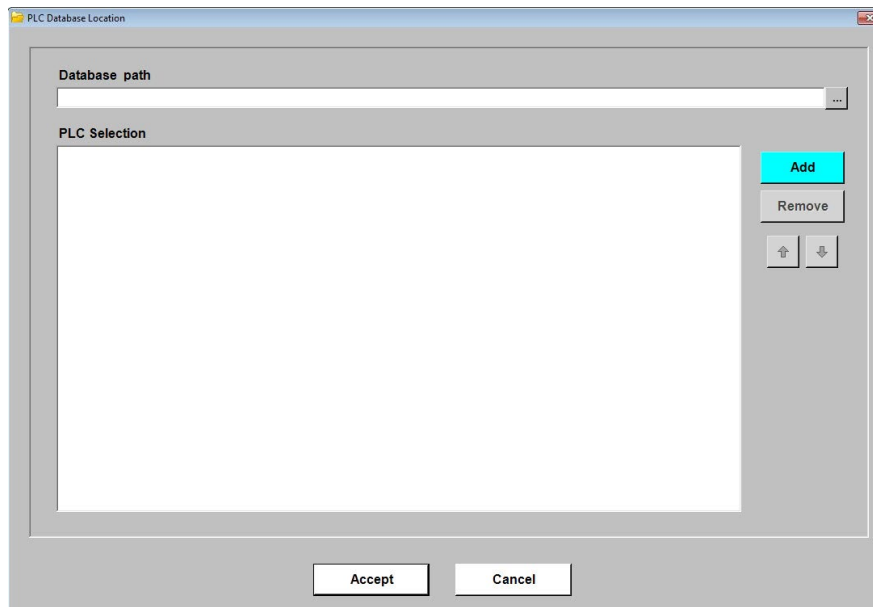 PLC Database Location
Database path
...
PLC Selection
Add
Remove
Accept
Cancel